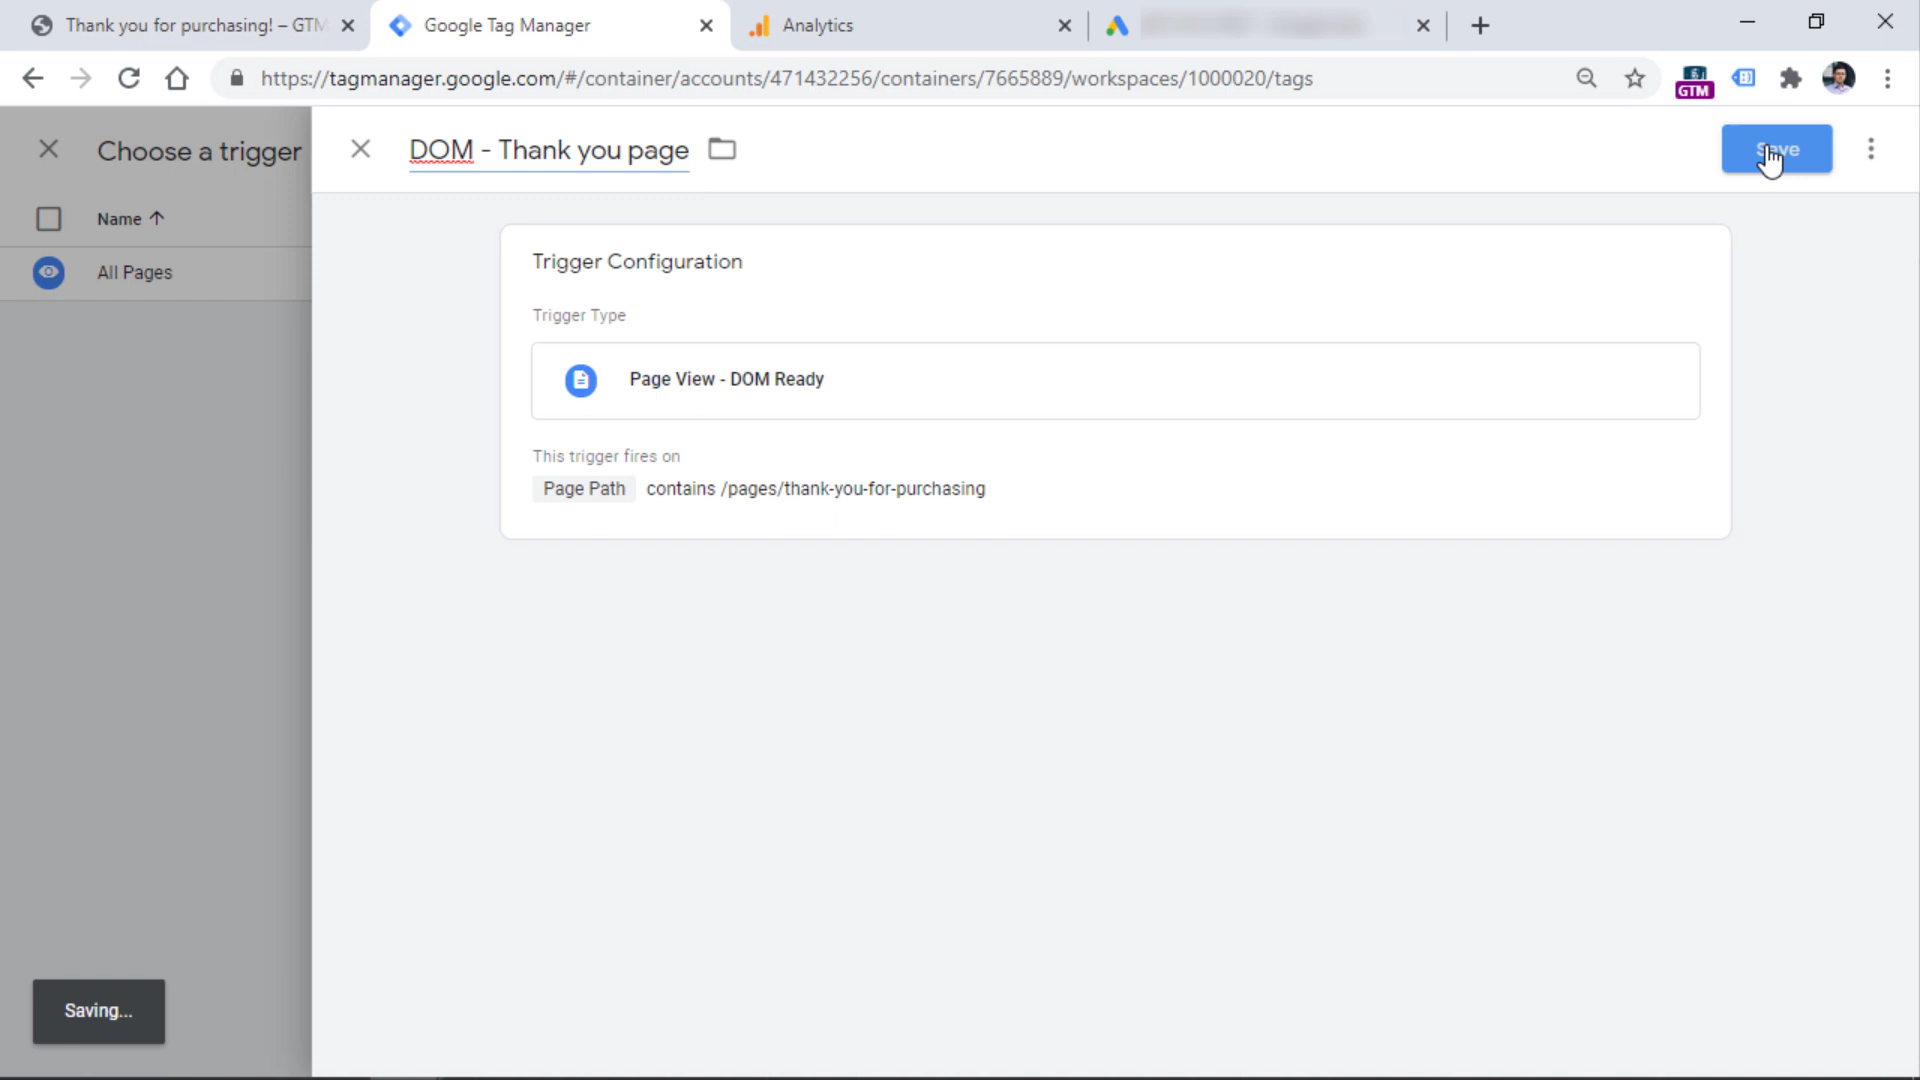 Thank you for purchasing! – GTM
Google Tag Manager
Analytics
https://tagmanager.google.com/#/container/accounts/471432256/containers/7665889/workspaces/1000020/tags
GTM
Choose a trigger
DOM - Thank you page
Save
Name
All Pages
Trigger Configuration
Trigger Type
Page View - DOM Ready
This trigger fires on
Page Path contains /pages/thank-you-for-purchasing
Saving...